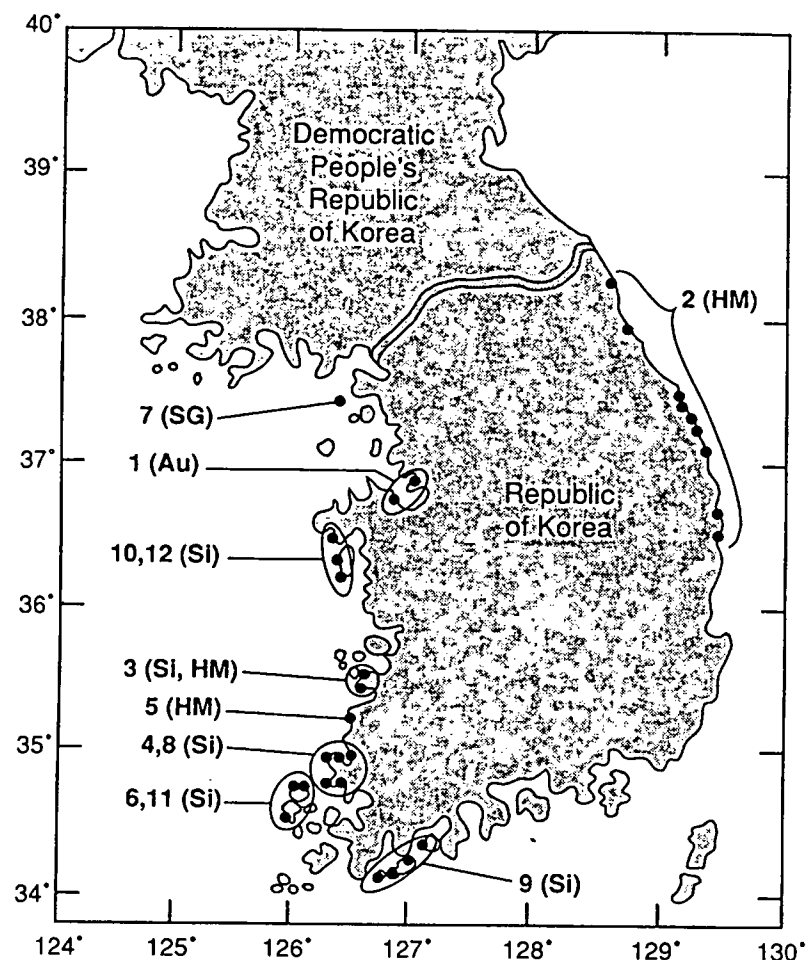 40°
39°
38°
37°
36°
35°
34°
Democratic
People's
Republic
of Korea
2 (HM)
7 (SG)
1 (Au)
Republic
of Korea
10,12 (Si)
3 (Si, HM)
5 (HM)
4,8 (Si)
6,11 (Si)
9 (Si)
124° 125° 126° 127° 128° 129° 130°